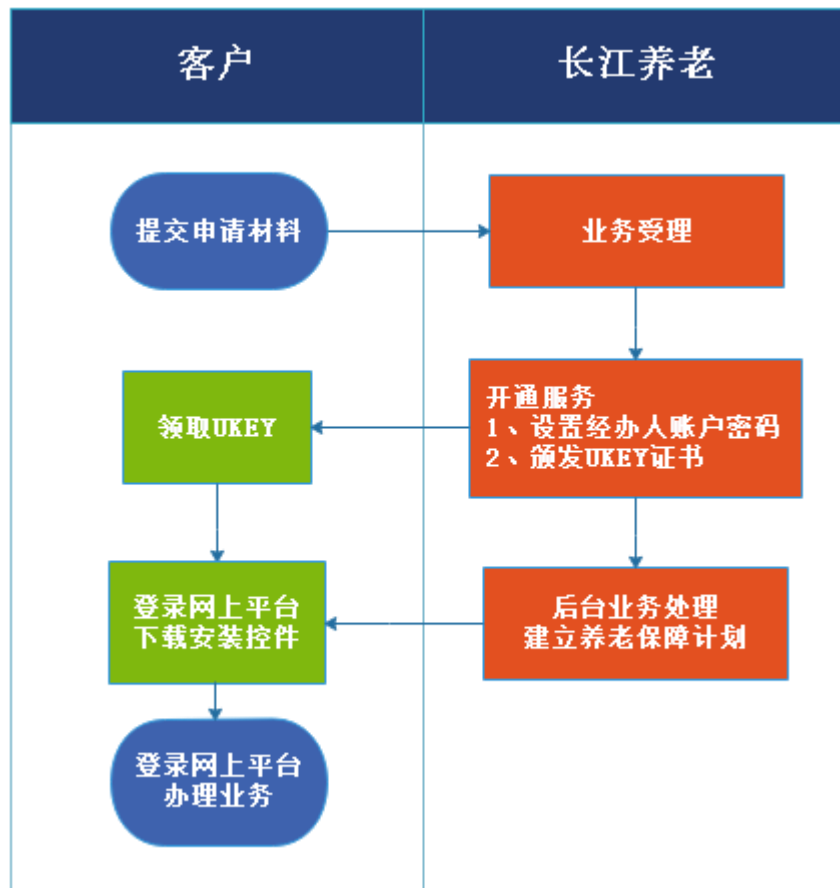 客户
长江养老
提交申请材料
业务受理
领取UKEY
开通服务
1、设置经办人账户密码
2、颁发UKEY证书
登录网上平台
下载安装控件
后台业务处理
建立养老保障计划
登录网上平台
办理业务